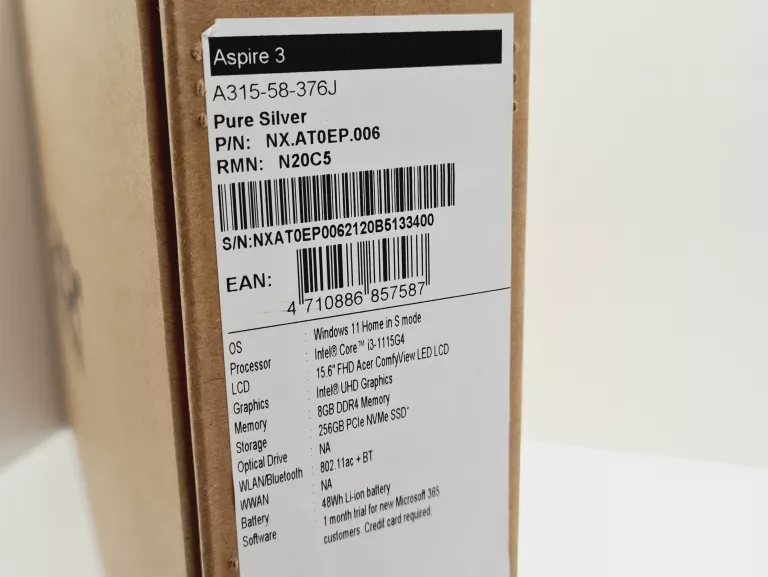 Aspire 3
A315-58-376J
Pure Silver
P/N: NX.AT0EP.006
RMN: N20C5
S/N:NXAT0EP0062120B5133400
EAN: 4 710886 857587
OS : Windows 11 Home in S mode
Processor : Intel® Core™ i3-1115G4
LCD : 15.6" FHD Acer ComfyView LED LCD
Graphics : Intel® UHD Graphics
Memory : 8GB DDR4 Memory
Storage : 256GB PCIe NVMe SSD*
Optical Drive : NA
WLAN/Bluetooth : 802.11ac + BT
WWAN : NA
Battery : 48Wh Li-ion battery
Software : 1 month trial for new Microsoft 365
customers. Credit card required.